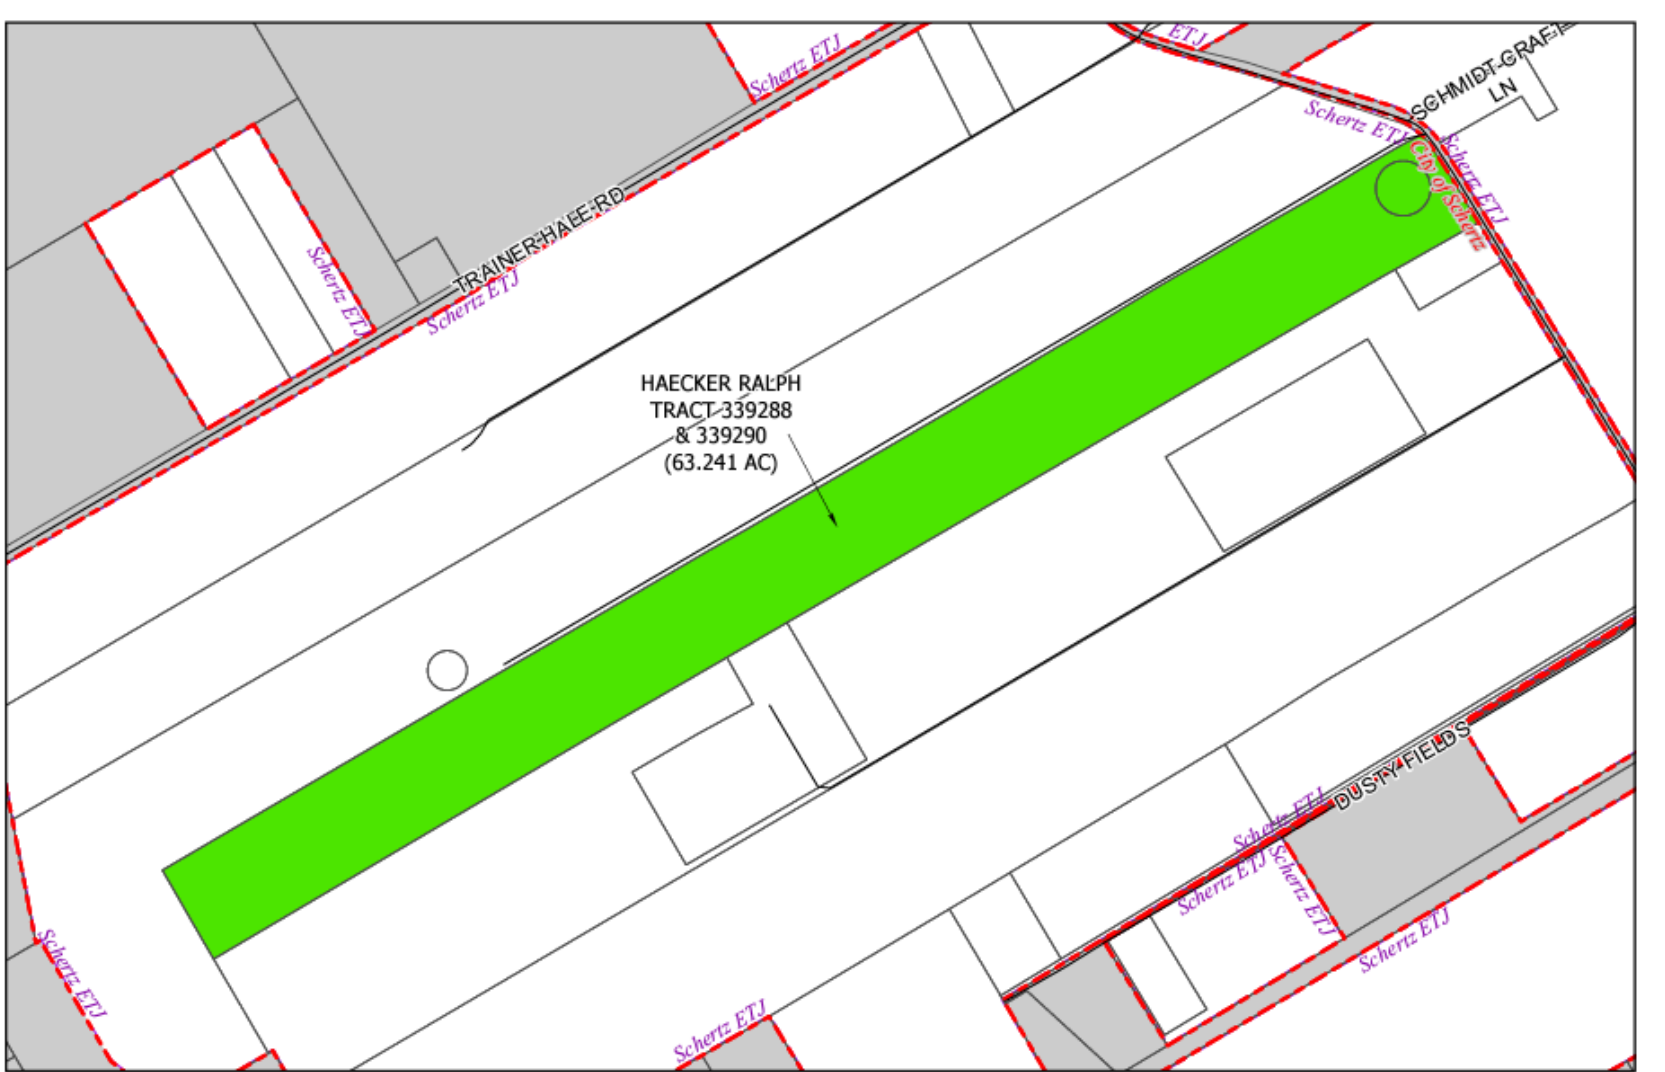 Schertz ETJ
ETJ
SCHMIDT-GRAFT
LN
Schertz ETJ
Schertz ETJ
City of Schertz
TRAINER HALE RD
Schertz ETJ
Schertz ETJ
HAECKER RALPH
TRACT 339288
& 339290
(63.241 AC)
DUSTY FIELDS
Schertz ETJ
Schertz ETJ
Schertz ETJ
Schertz ETJ
Schertz ETJ
Schertz ETJ